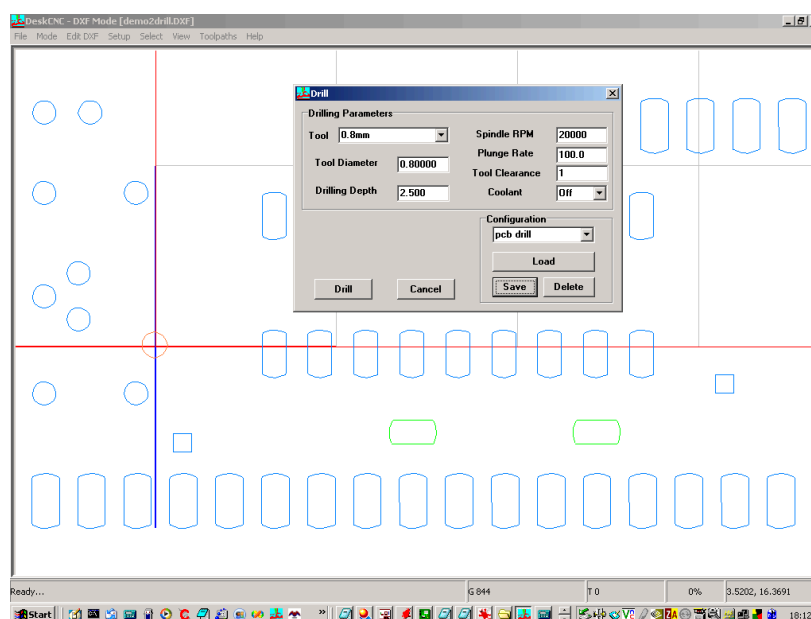 DeskCNC - DXF Mode [demo2drill.DXF]
File Mode Edit DXF Setup Select View Toolpaths Help
Drill
Drilling Parameters
Tool 0.8mm Spindle RPM 20000
Plunge Rate 100.0
Tool Diameter 0.80000
Tool Clearance 1
Drilling Depth 2.500 Coolant Off
Configuration
pcb drill
Load
Drill Cancel Save Delete
Ready... G 844 T 0 0% 3.5202, 16.3691
Start » 18:12